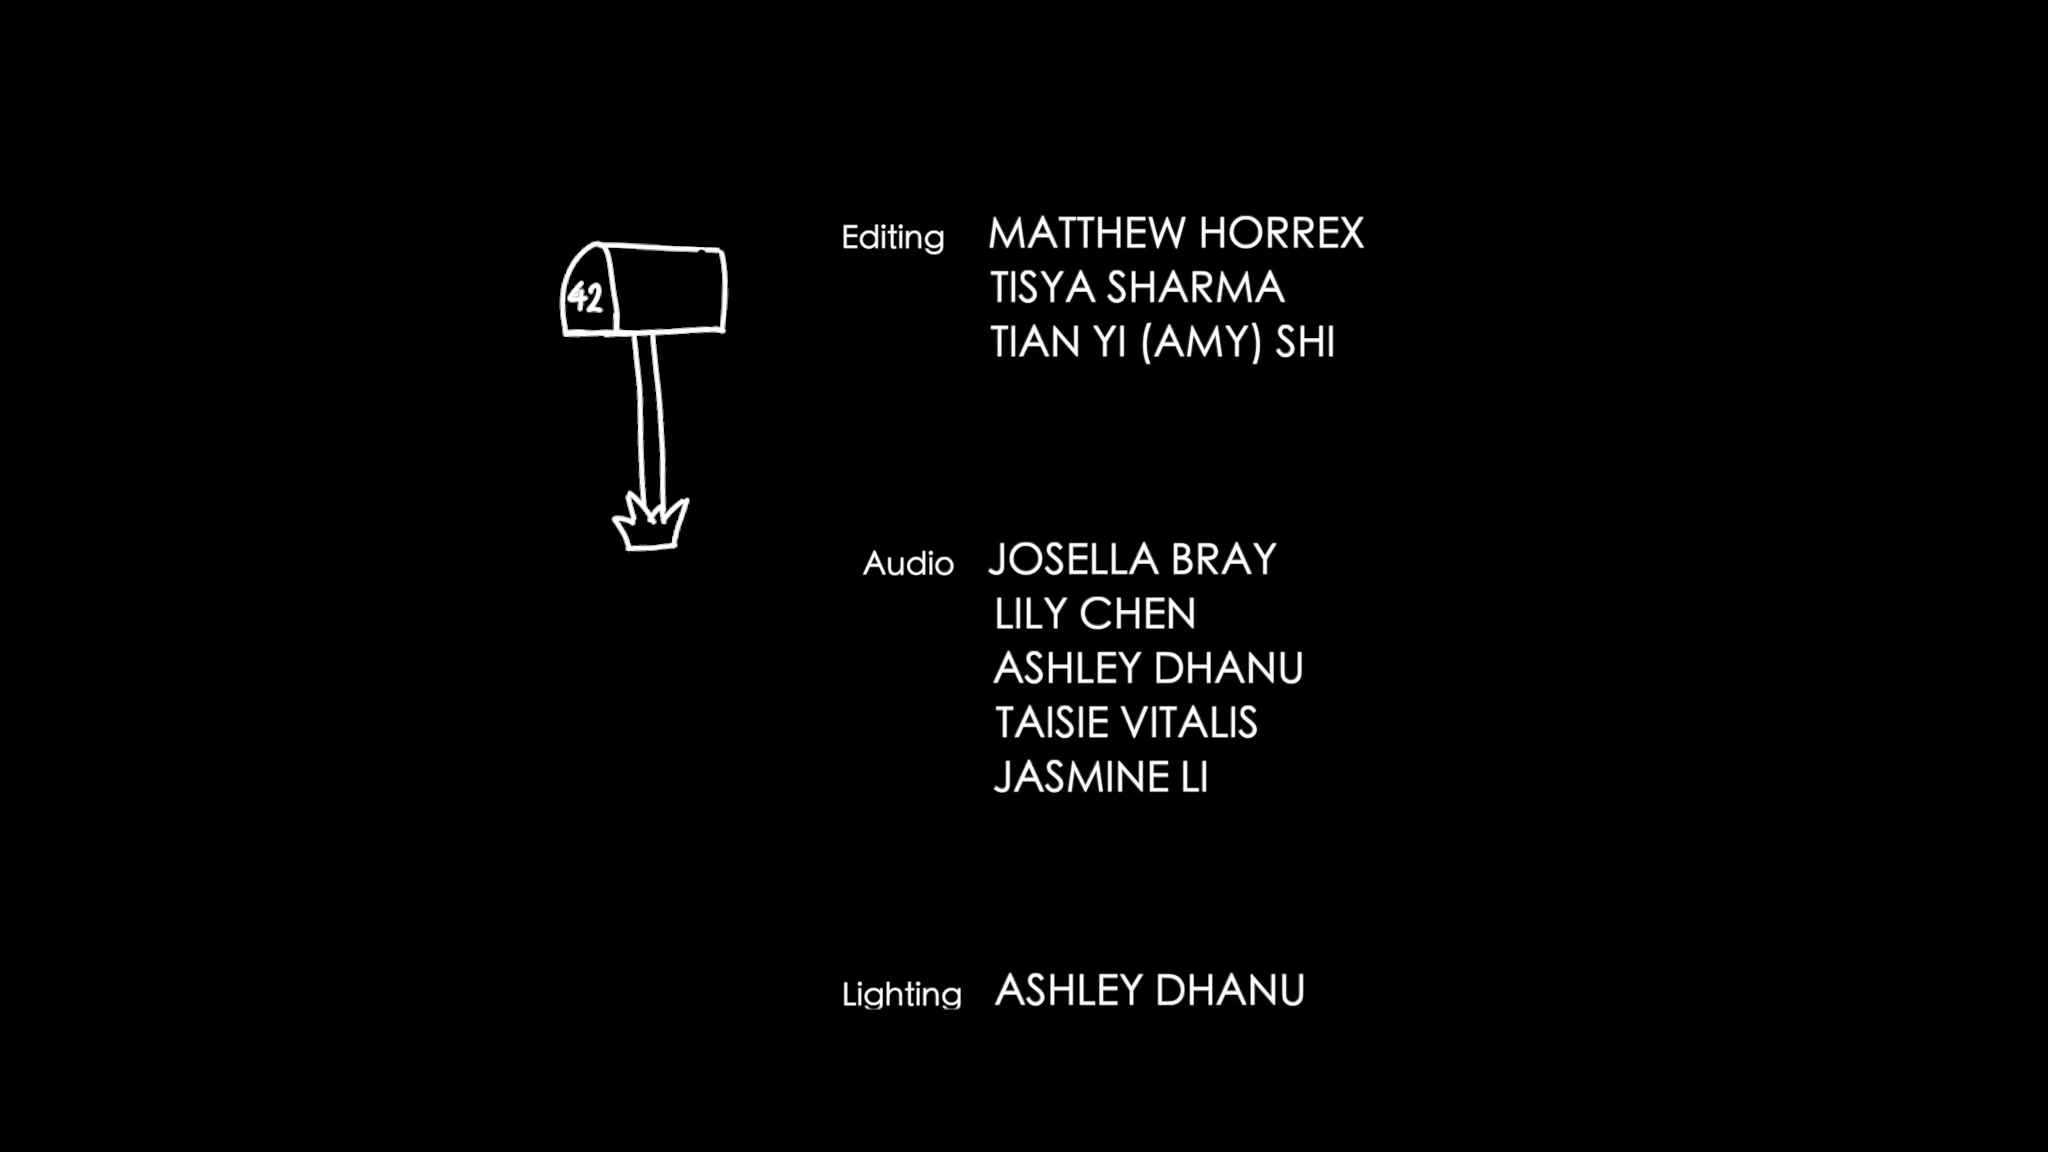 42
Editing MATTHEW HORREX
TISYA SHARMA
TIAN YI (AMY) SHI
Audio JOSELLA BRAY
LILY CHEN
ASHLEY DHANU
TAISIE VITALIS
JASMINE LI
Lighting ASHLEY DHANU